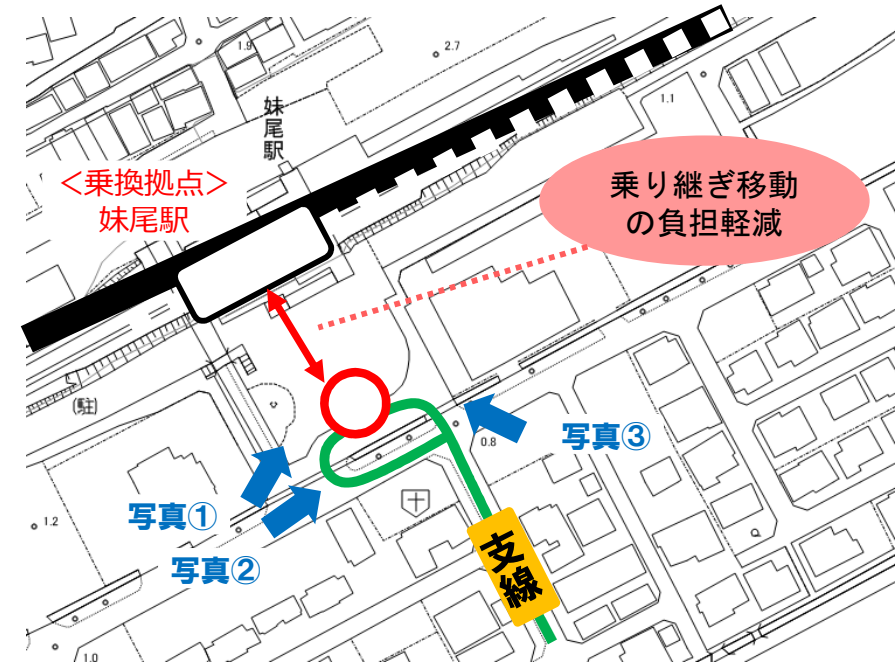 1.9
2.7
妹尾駅
1.1
<乗換拠点>
妹尾駅
乗り継ぎ移動
の負担軽減
(駐)
0.8
写真③
写真①
1.2
写真②
支線
1.0